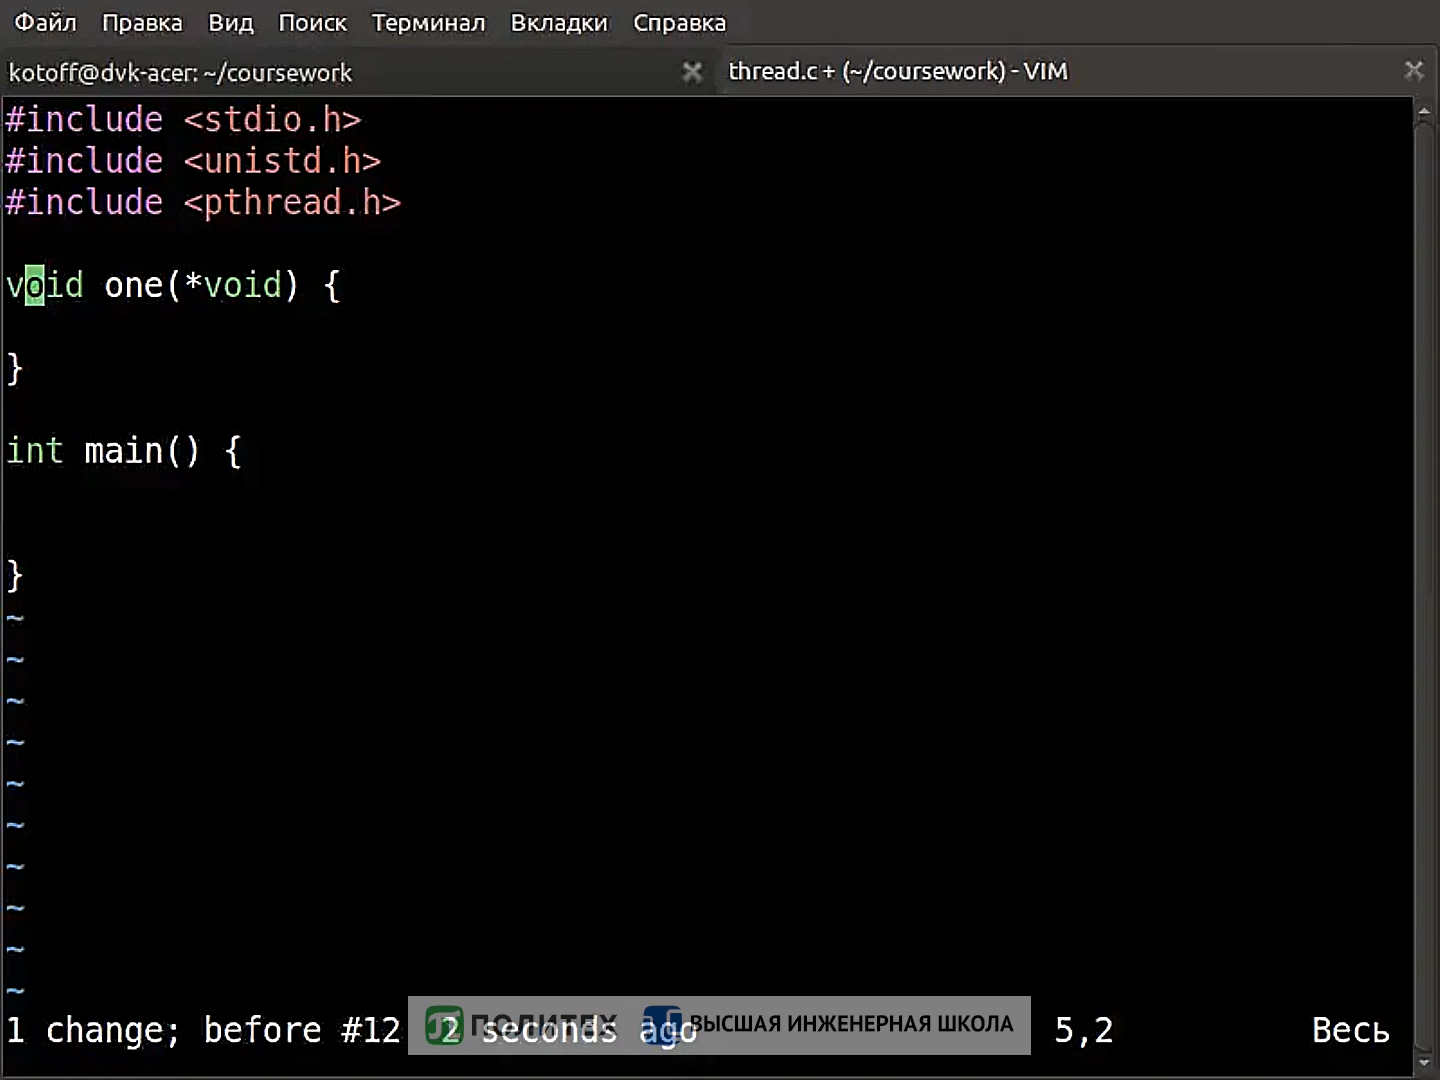 Файл Правка Вид Поиск Терминал Вкладки Справка
kotoff@dvk-acer: ~/coursework
thread.c + (~/coursework) - VIM
#include <stdio.h>
#include <unistd.h>
#include <pthread.h>
void one(*void) {
}
int main() {
}
~
~
~
~
~
~
~
~
~
~
1 change; before #12 2 seconds ago 5,2 Весь
ПОЛИТЕХ ВЫСШАЯ ИНЖЕНЕРНАЯ ШКОЛА